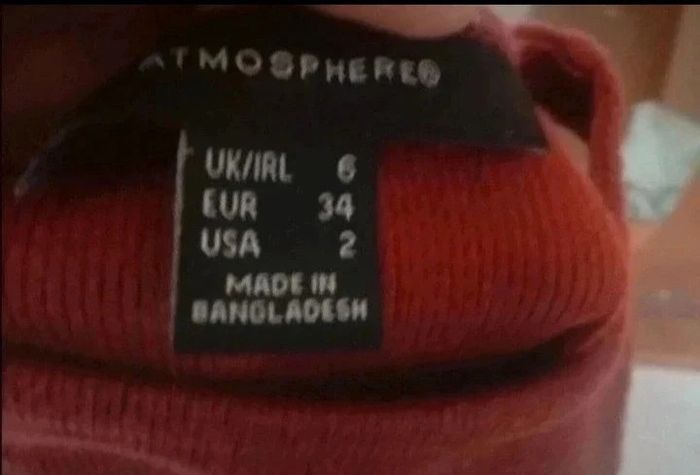 ATMOSPHERE®
UK/IRL 6
EUR 34
USA 2
MADE IN
BANGLADESH